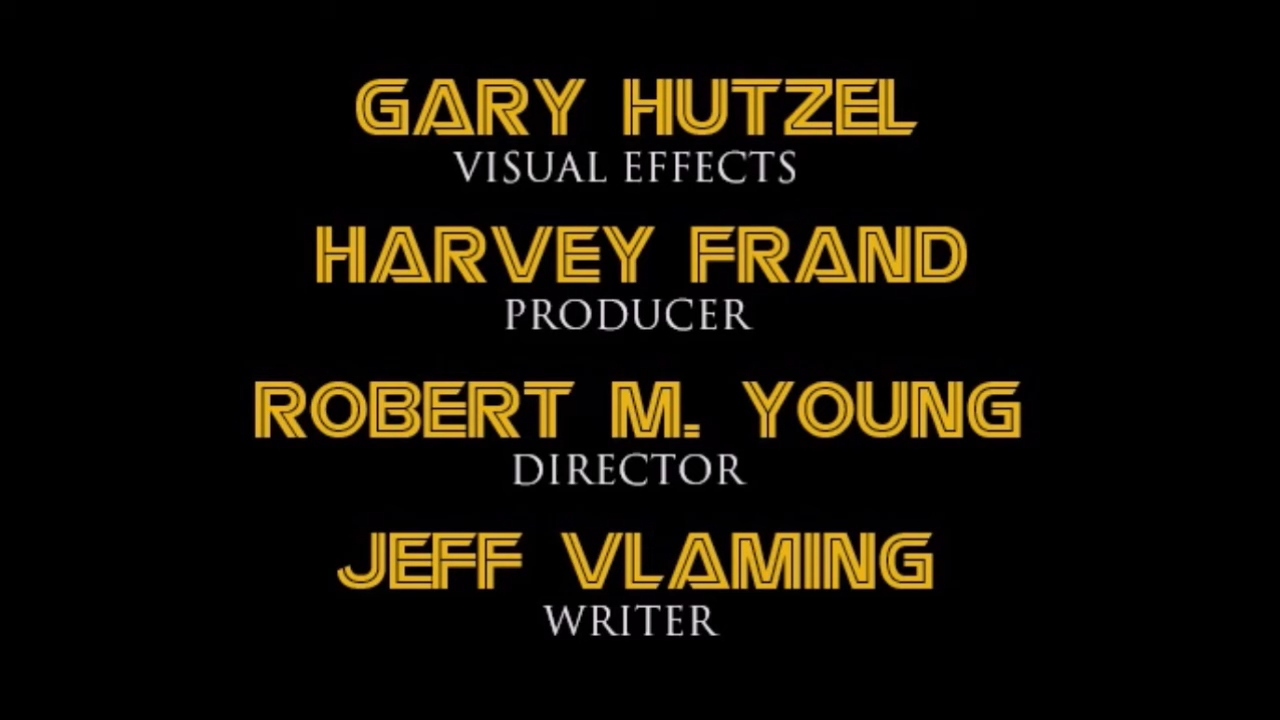 GARY HUTZEL
VISUAL EFFECTS
HARVEY FRAND
PRODUCER
ROBERT M. YOUNG
DIRECTOR
JEFF VLAMING
WRITER